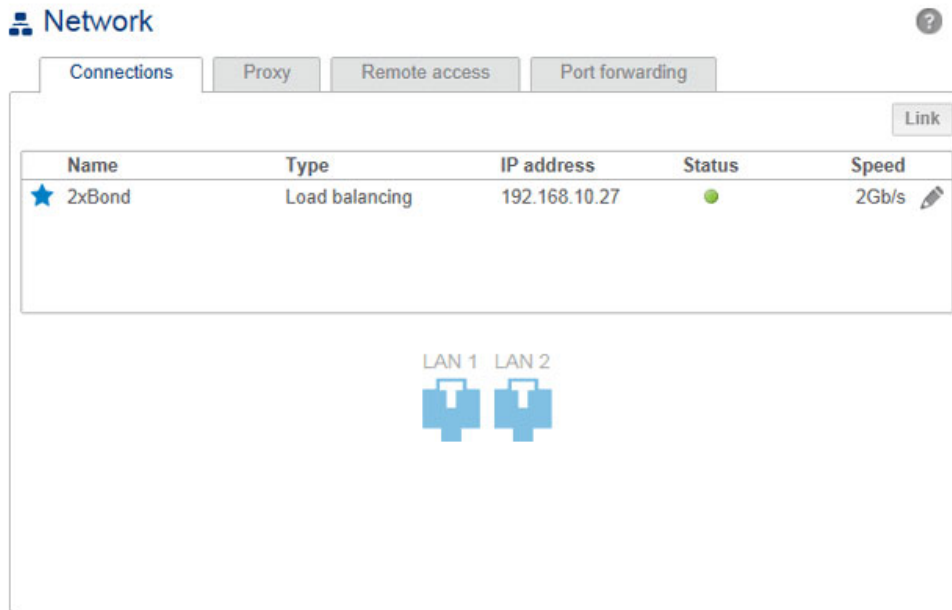 Network ?
Connections Proxy Remote access Port forwarding
Link
Name Type IP address Status Speed
2xBond Load balancing 192.168.10.27 2Gb/s
LAN 1 LAN 2